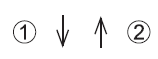 ① ↓ ↑ ②